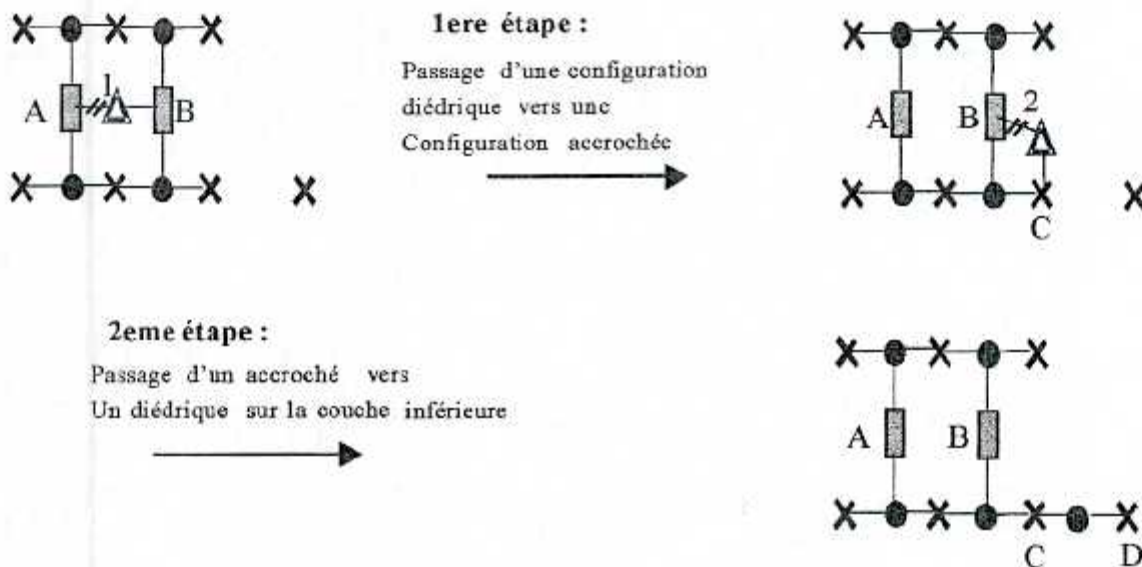 1ere étape :
Passage d'une configuration
diédrique vers une
Configuration accrochée
1
A
B
A
B
2
C
2eme étape :
Passage d'un accroché vers
Un diédrique sur la couche inférieure
A
B
C
D